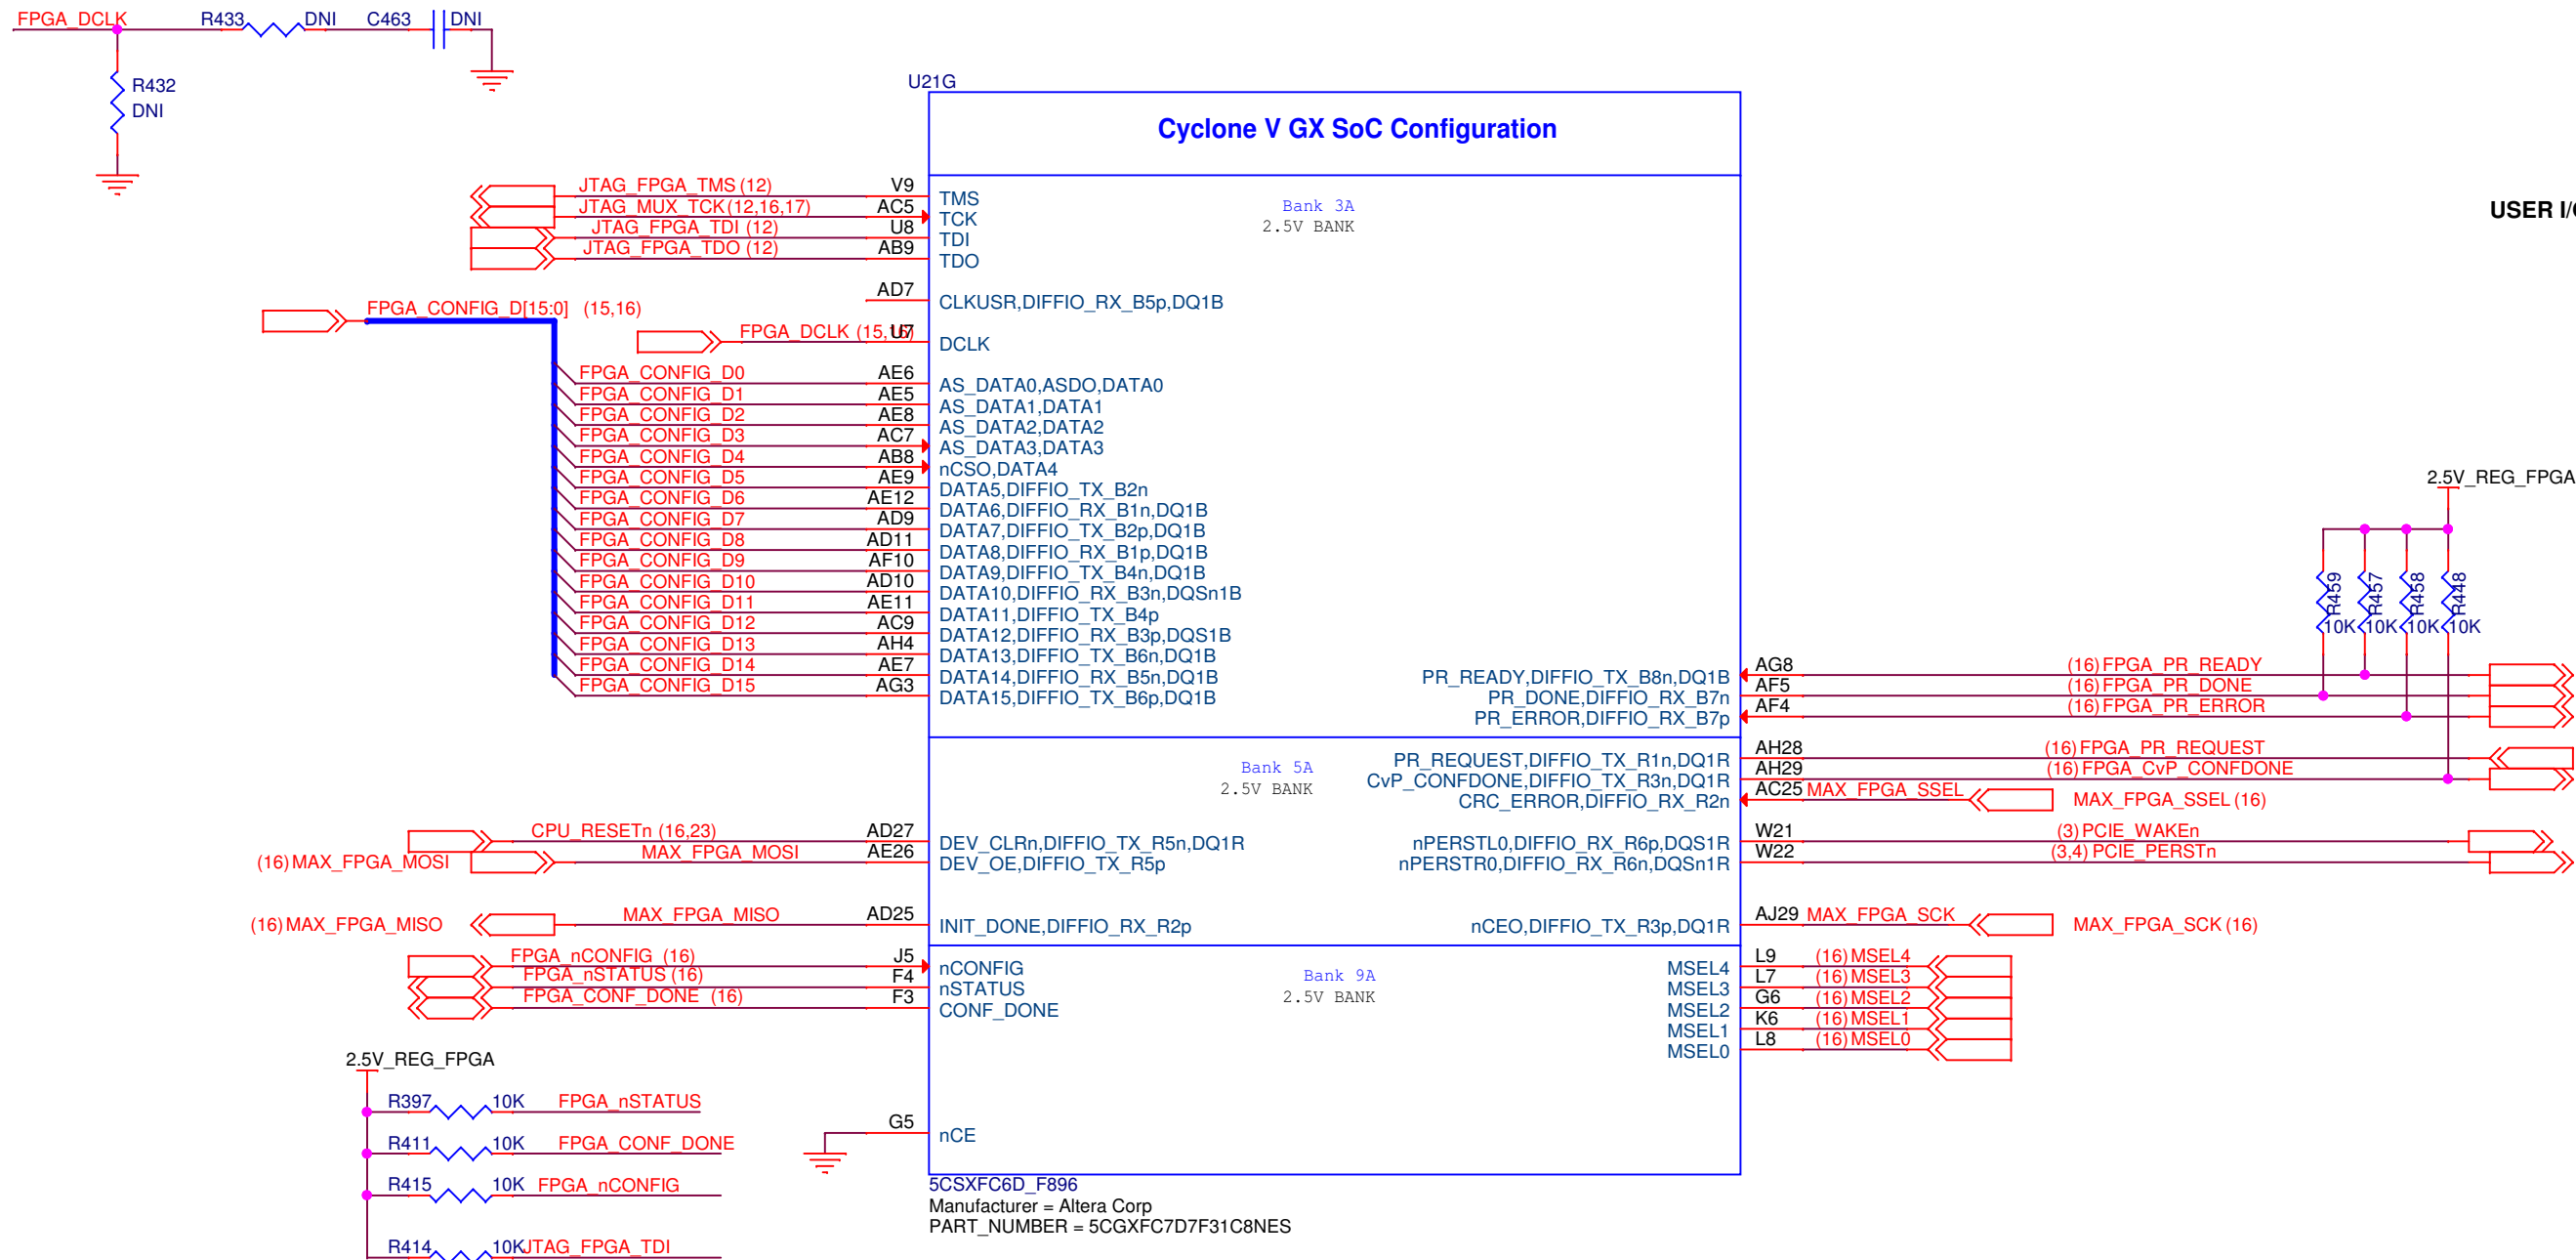 FPGA_DCLK R433 DNI C463 DNI
R432
DNI
U21G
Cyclone V GX SoC Configuration
Bank 3A
2.5V BANK
USER I/
JTAG_FPGA_TMS (12) V9 TMS
JTAG_MUX_TCK (12,16,17) AC5 TCK
JTAG_FPGA_TDI (12) U8 TDI
JTAG_FPGA_TDO (12) AB9 TDO
AD7 CLKUSR,DIFFIO_RX_B5p,DQ1B
FPGA_CONFIG_D[15:0] (15,16)
FPGA_DCLK (15,16) U7 DCLK
FPGA_CONFIG_D0 AE6 AS_DATA0,ASDO,DATA0
FPGA_CONFIG_D1 AE5 AS_DATA1,DATA1
FPGA_CONFIG_D2 AE8 AS_DATA2,DATA2
FPGA_CONFIG_D3 AC7 AS_DATA3,DATA3
FPGA_CONFIG_D4 AB8 nCSO,DATA4
FPGA_CONFIG_D5 AE9 DATA5,DIFFIO_TX_B2n
FPGA_CONFIG_D6 AE12 DATA6,DIFFIO_RX_B1n,DQ1B
FPGA_CONFIG_D7 AD9 DATA7,DIFFIO_TX_B2p,DQ1B
FPGA_CONFIG_D8 AD11 DATA8,DIFFIO_RX_B1p,DQ1B
FPGA_CONFIG_D9 AF10 DATA9,DIFFIO_TX_B4n,DQ1B
FPGA_CONFIG_D10 AD10 DATA10,DIFFIO_RX_B3n,DQSn1B
FPGA_CONFIG_D11 AE11 DATA11,DIFFIO_TX_B4p
FPGA_CONFIG_D12 AC9 DATA12,DIFFIO_RX_B3p,DQS1B
FPGA_CONFIG_D13 AH4 DATA13,DIFFIO_TX_B6n,DQ1B
FPGA_CONFIG_D14 AE7 DATA14,DIFFIO_RX_B5n,DQ1B
FPGA_CONFIG_D15 AG3 DATA15,DIFFIO_TX_B6p,DQ1B
2.5V_REG_FPGA
R459 R457 R458 R448
10K 10K 10K 10K
PR_READY,DIFFIO_TX_B8n,DQ1B AG8 (16) FPGA_PR_READY
PR_DONE,DIFFIO_RX_B7n AF5 (16) FPGA_PR_DONE
PR_ERROR,DIFFIO_RX_B7p AF4 (16) FPGA_PR_ERROR
Bank 5A
2.5V BANK
PR_REQUEST,DIFFIO_TX_R1n,DQ1R AH28 (16) FPGA_PR_REQUEST
CvP_CONFDONE,DIFFIO_TX_R3n,DQ1R AH29 (16) FPGA_CvP_CONFDONE
CRC_ERROR,DIFFIO_RX_R2n AC25 MAX_FPGA_SSEL MAX_FPGA_SSEL (16)
CPU_RESETn (16,23) AD27 DEV_CLRn,DIFFIO_TX_R5n,DQ1R nPERSTL0,DIFFIO_RX_R6p,DQS1R W21 (3) PCIE_WAKEn
(16) MAX_FPGA_MOSI MAX_FPGA_MOSI AE26 DEV_OE,DIFFIO_TX_R5p nPERSTR0,DIFFIO_RX_R6n,DQSn1R W22 (3,4) PCIE_PERSTn
(16) MAX_FPGA_MISO MAX_FPGA_MISO AD25 INIT_DONE,DIFFIO_RX_R2p nCEO,DIFFIO_TX_R3p,DQ1R AJ29 MAX_FPGA_SCK MAX_FPGA_SCK (16)
Bank 9A
2.5V BANK
FPGA_nCONFIG (16) J5 nCONFIG MSEL4 L9 (16) MSEL4
FPGA_nSTATUS (16) F4 nSTATUS MSEL3 L7 (16) MSEL3
FPGA_CONF_DONE (16) F3 CONF_DONE MSEL2 G6 (16) MSEL2
MSEL1 K6 (16) MSEL1
MSEL0 L8 (16) MSEL0
2.5V_REG_FPGA
R397 10K FPGA_nSTATUS
G5 nCE
R411 10K FPGA_CONF_DONE
R415 10K FPGA_nCONFIG
R414 10K JTAG_FPGA_TDI
5CSXFC6D_F896
Manufacturer = Altera Corp
PART_NUMBER = 5CGXFC7D7F31C8NES